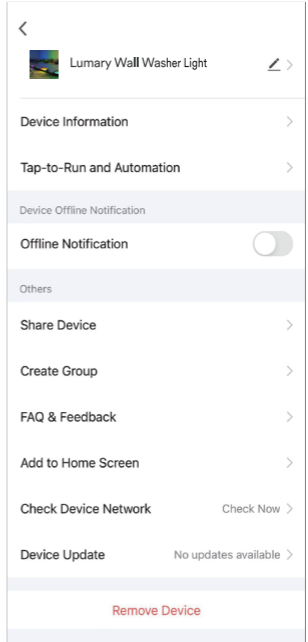 Lumary Wall Washer Light
Device Information
Tap-to-Run and Automation
Device Offline Notification
Offline Notification
Others
Share Device
Create Group
FAQ & Feedback
Add to Home Screen
Check Device Network Check Now
Device Update No updates available
Remove Device